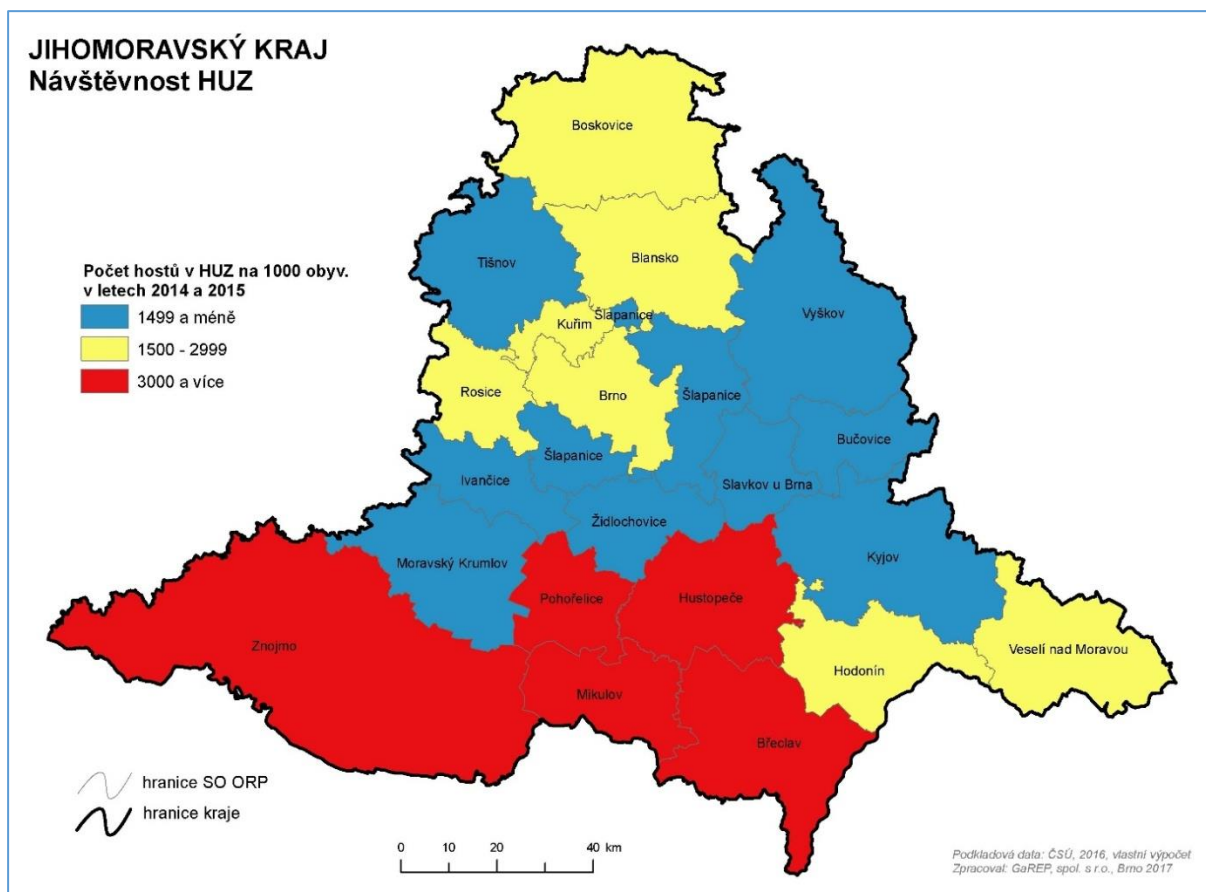 JIHOMORAVSKÝ KRAJ
Návštěvnost HUZ
Boskovice
Tišnov
Blansko
Počet hostů v HUZ na 1000 obyv.
v letech 2014 a 2015
1499 a méně
1500 - 2999
3000 a více
Kuřim
Šlapanice
Vyškov
Rosice
Brno
Šlapanice
Bučovice
Šlapanice
Ivančice
Slavkov u Brna
Židlochovice
Moravský Krumlov
Kyjov
Pohořelice
Hustopeče
Znojmo
Veselí nad Moravou
Hodonín
Mikulov
Břeclav
hranice SO ORP
hranice kraje
0 10 20 40 km
Podkladová data: ČSÚ, 2016, vlastní výpočet
Zpracoval: GaREP, spol. s r.o., Brno 2017